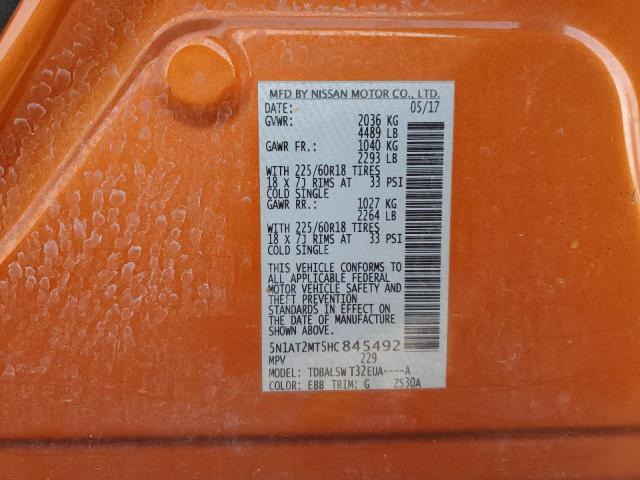 MFD BY NISSAN MOTOR CO., LTD.
DATE: 05/17
GVWR: 2036 KG
4489 LB
GAWR FR.: 1040 KG
2293 LB
WITH 225/60R18 TIRES
18 X 7J RIMS AT 33 PSI
COLD SINGLE
GAWR RR.: 1027 KG
2264 LB
WITH 225/60R18 TIRES
18 X 7J RIMS AT 33 PSI
COLD SINGLE
THIS VEHICLE CONFORMS TO
ALL APPLICABLE FEDERAL
MOTOR VEHICLE SAFETY AND
THEFT PREVENTION
STANDARDS IN EFFECT ON
THE DATE OF MANUFACTURE
SHOWN ABOVE.
5N1AT2MT5HC845492
MPV 229
MODEL: TDBALSW T32EUA----A
COLOR: EBB TRIM: G ZS30A